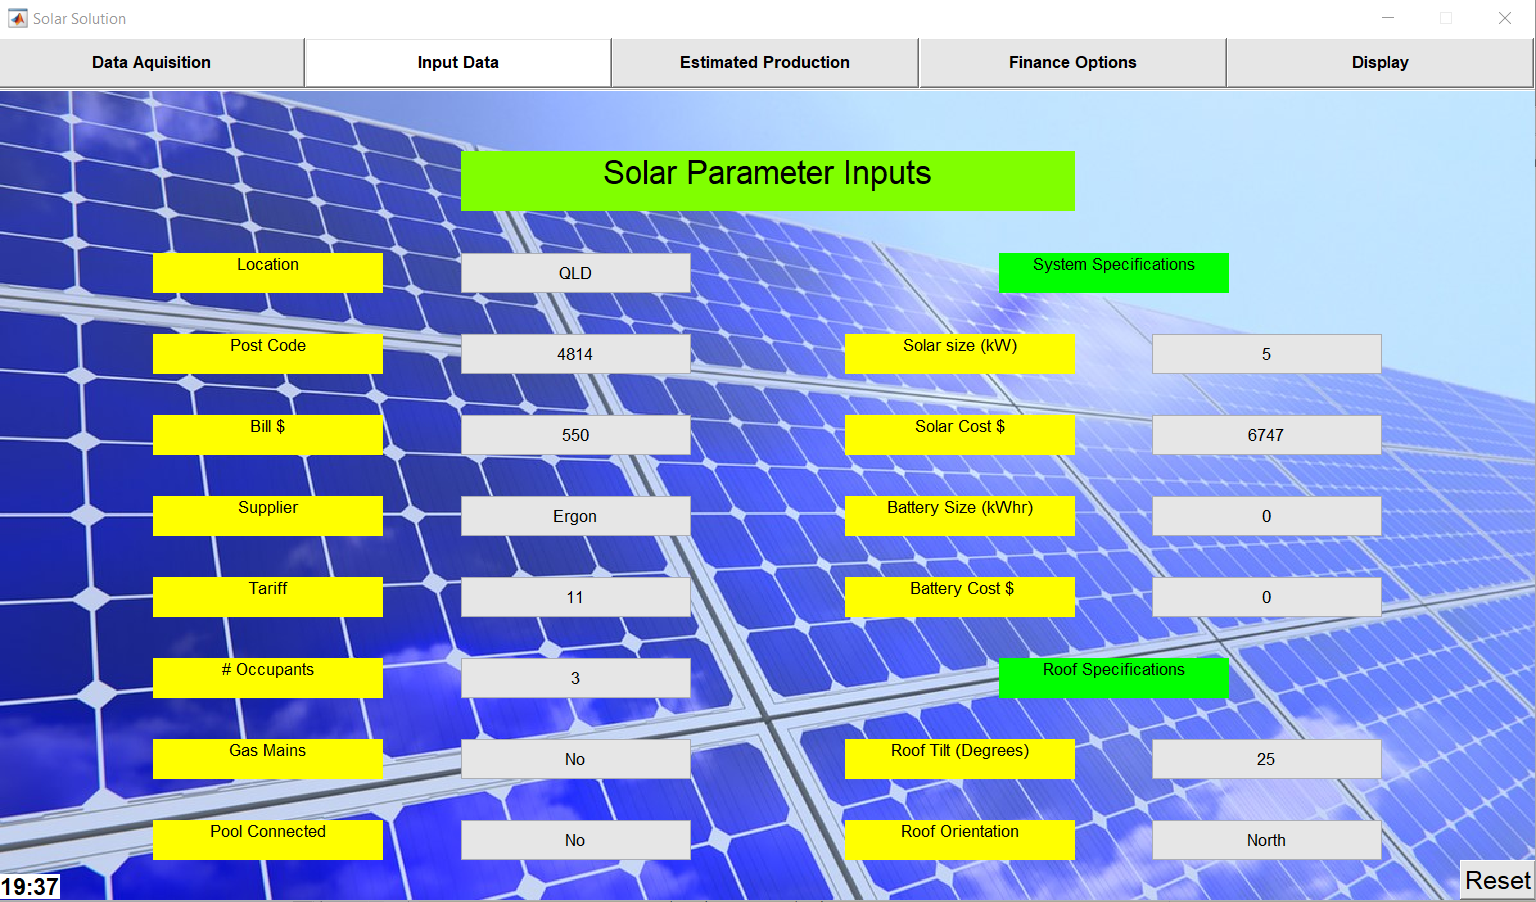 Solar Solution
Data Aquisition
Input Data
Estimated Production
Finance Options
Display
Solar Parameter Inputs
Location
QLD
System Specifications
Post Code
4814
Solar size (kW)
5
Bill $
550
Solar Cost $
6747
Supplier
Ergon
Battery Size (kWhr)
0
Tariff
11
Battery Cost $
0
# Occupants
3
Roof Specifications
Gas Mains
No
Roof Tilt (Degrees)
25
Pool Connected
No
Roof Orientation
North
19:37
Reset